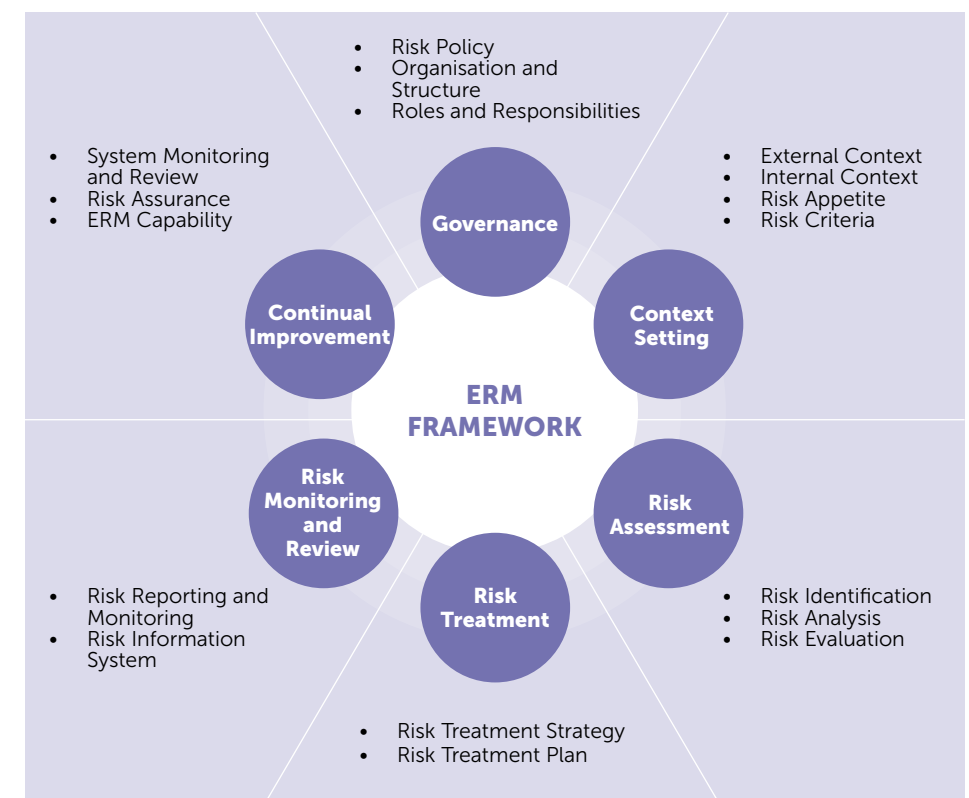 • Risk Policy
• Organisation and
Structure
• Roles and Responsibilities
• System Monitoring
and Review
• Risk Assurance
• ERM Capability
• External Context
• Internal Context
• Risk Appetite
• Risk Criteria
Governance
Continual
Improvement
Context
Setting
ERM
FRAMEWORK
Risk
Monitoring
and
Review
Risk
Assessment
Risk
Treatment
• Risk Reporting and
Monitoring
• Risk Information
System
• Risk Identification
• Risk Analysis
• Risk Evaluation
• Risk Treatment Strategy
• Risk Treatment Plan